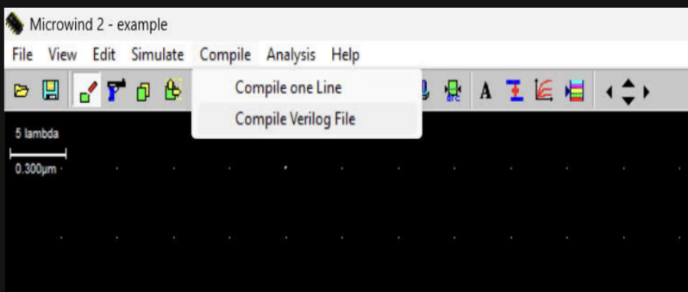 Microwind 2 - example
File View Edit Simulate Compile Analysis Help
Compile one Line
A
Compile Verilog File
5 lambda
0.300µm